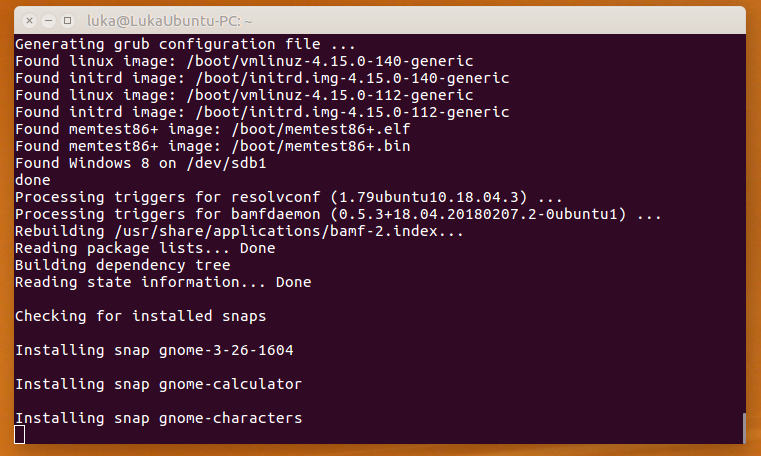 luka@LukaUbuntu-PC: ~
Generating grub configuration file ...
Found linux image: /boot/vmlinuz-4.15.0-140-generic
Found initrd image: /boot/initrd.img-4.15.0-140-generic
Found linux image: /boot/vmlinuz-4.15.0-112-generic
Found initrd image: /boot/initrd.img-4.15.0-112-generic
Found memtest86+ image: /boot/memtest86+.elf
Found memtest86+ image: /boot/memtest86+.bin
Found Windows 8 on /dev/sdb1
done
Processing triggers for resolvconf (1.79ubuntu10.18.04.3) ...
Processing triggers for bamfdaemon (0.5.3+18.04.20180207.2-0ubuntu1) ...
Rebuilding /usr/share/applications/bamf-2.index...
Reading package lists... Done
Building dependency tree
Reading state information... Done
Checking for installed snaps
Installing snap gnome-3-26-1604
Installing snap gnome-calculator
Installing snap gnome-characters